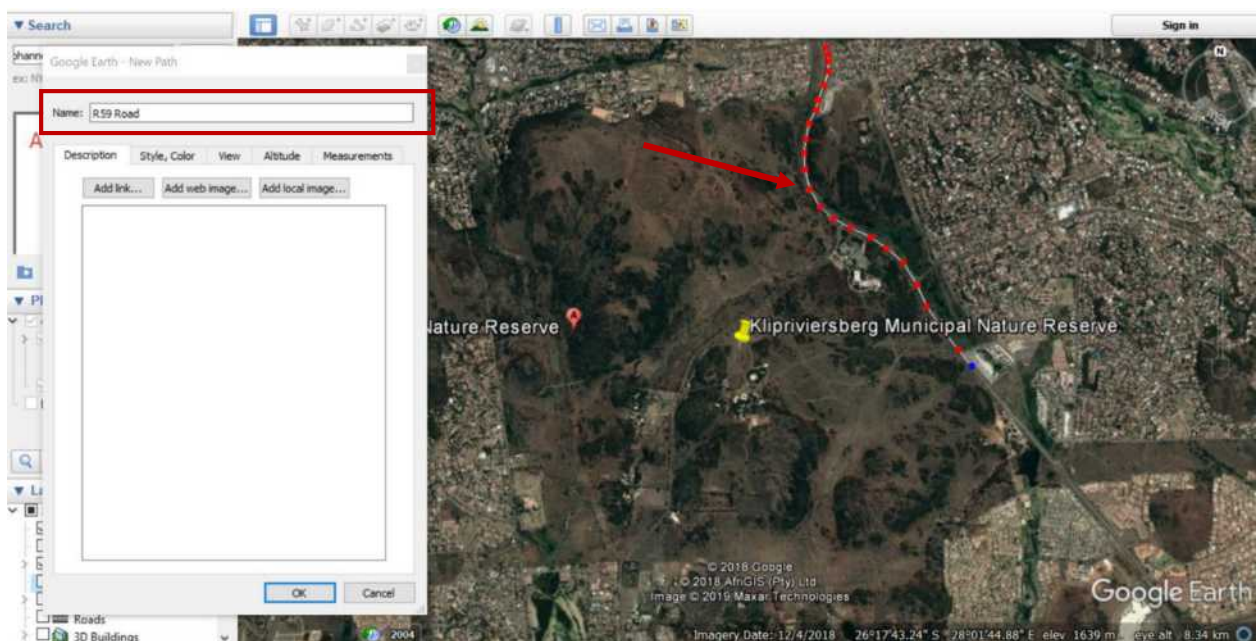 ▼ Search
Sign in
Google Earth - New Path
Name: R59 Road
Description Style, Color View Altitude Measurements
Add link... Add web image... Add local image...
N
A
Nature Reserve
Klipriviersberg Municipal Nature Reserve
OK Cancel
Roads
3D Buildings
2004
© 2018 Google
© 2018 AfriGIS (Pty) Ltd.
Image © 2019 Maxar Technologies
Google Earth
Imagery Date: 12/4/2018 26°17'43.24" S 28°01'44.88" E elev 1639 m eye alt 8.34 km